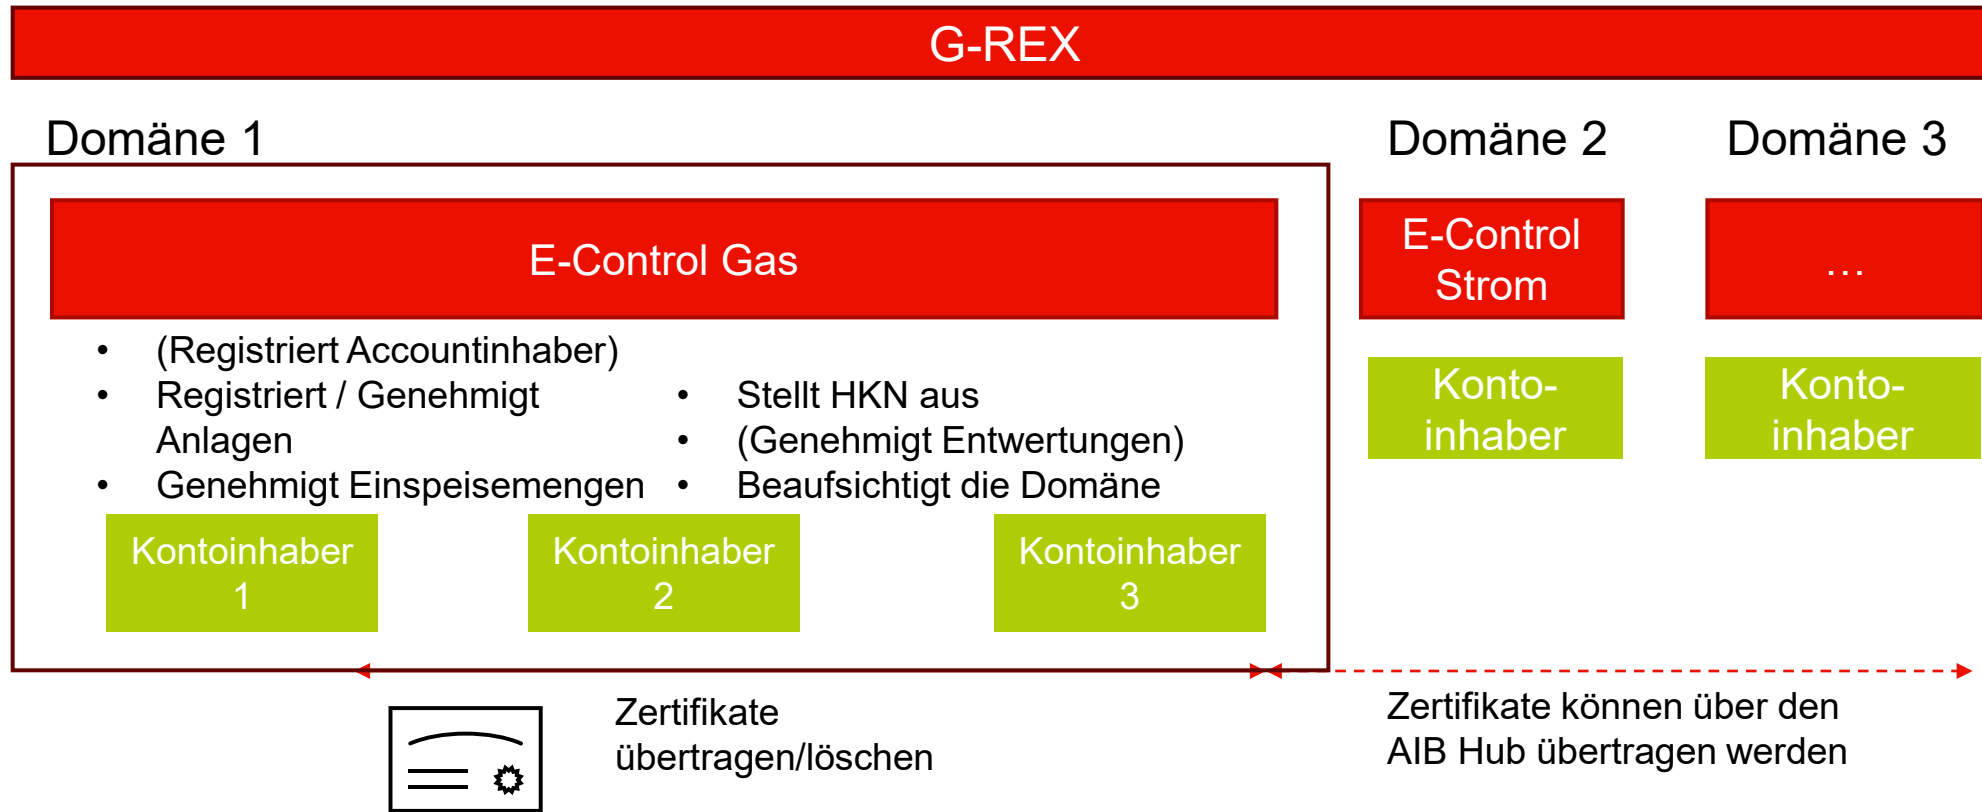 G-REX
Domäne 1
Domäne 2
Domäne 3
E-Control Gas
E-Control
Strom
...
• (Registriert Accountinhaber)
• Registriert / Genehmigt
Anlagen
• Genehmigt Einspeisemengen
• Stellt HKN aus
• (Genehmigt Entwertungen)
• Beaufsichtigt die Domäne
Konto-
inhaber
Konto-
inhaber
Kontoinhaber
1
Kontoinhaber
2
Kontoinhaber
3
Zertifikate
übertragen/löschen
Zertifikate können über den
AIB Hub übertragen werden